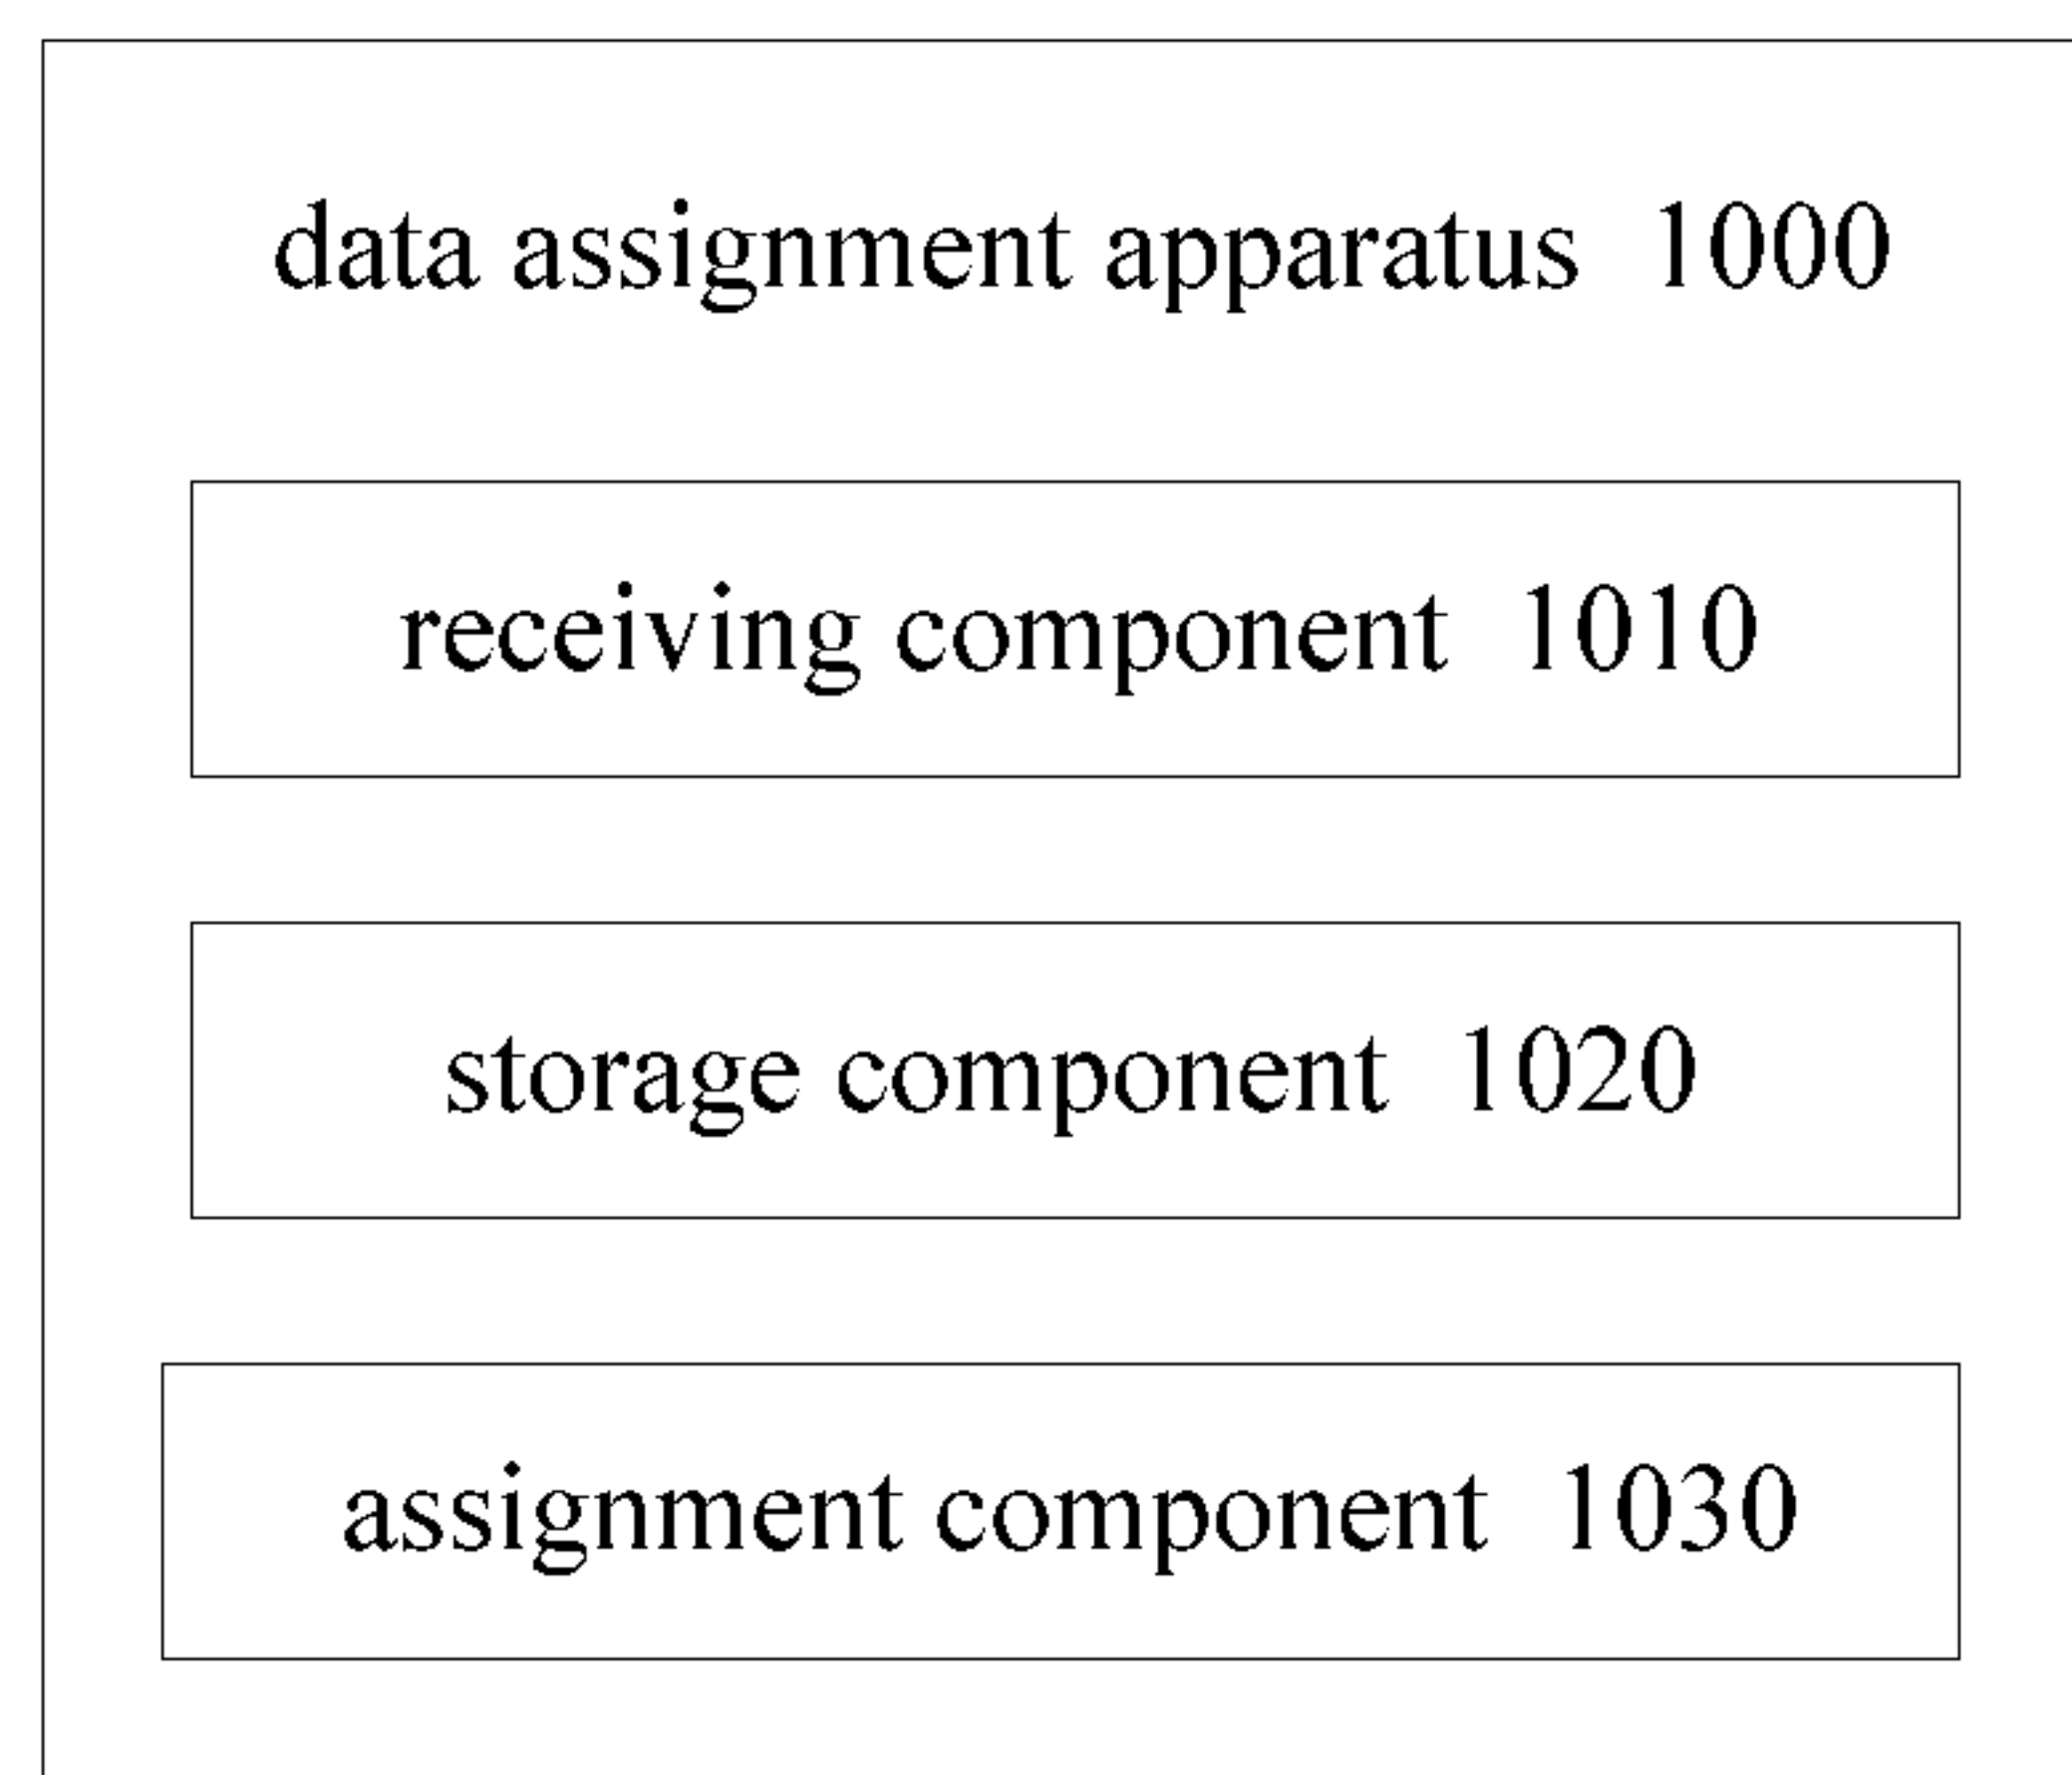 data assignment apparatus 1000
receiving component 1010
storage component 1020
assignment component 1030